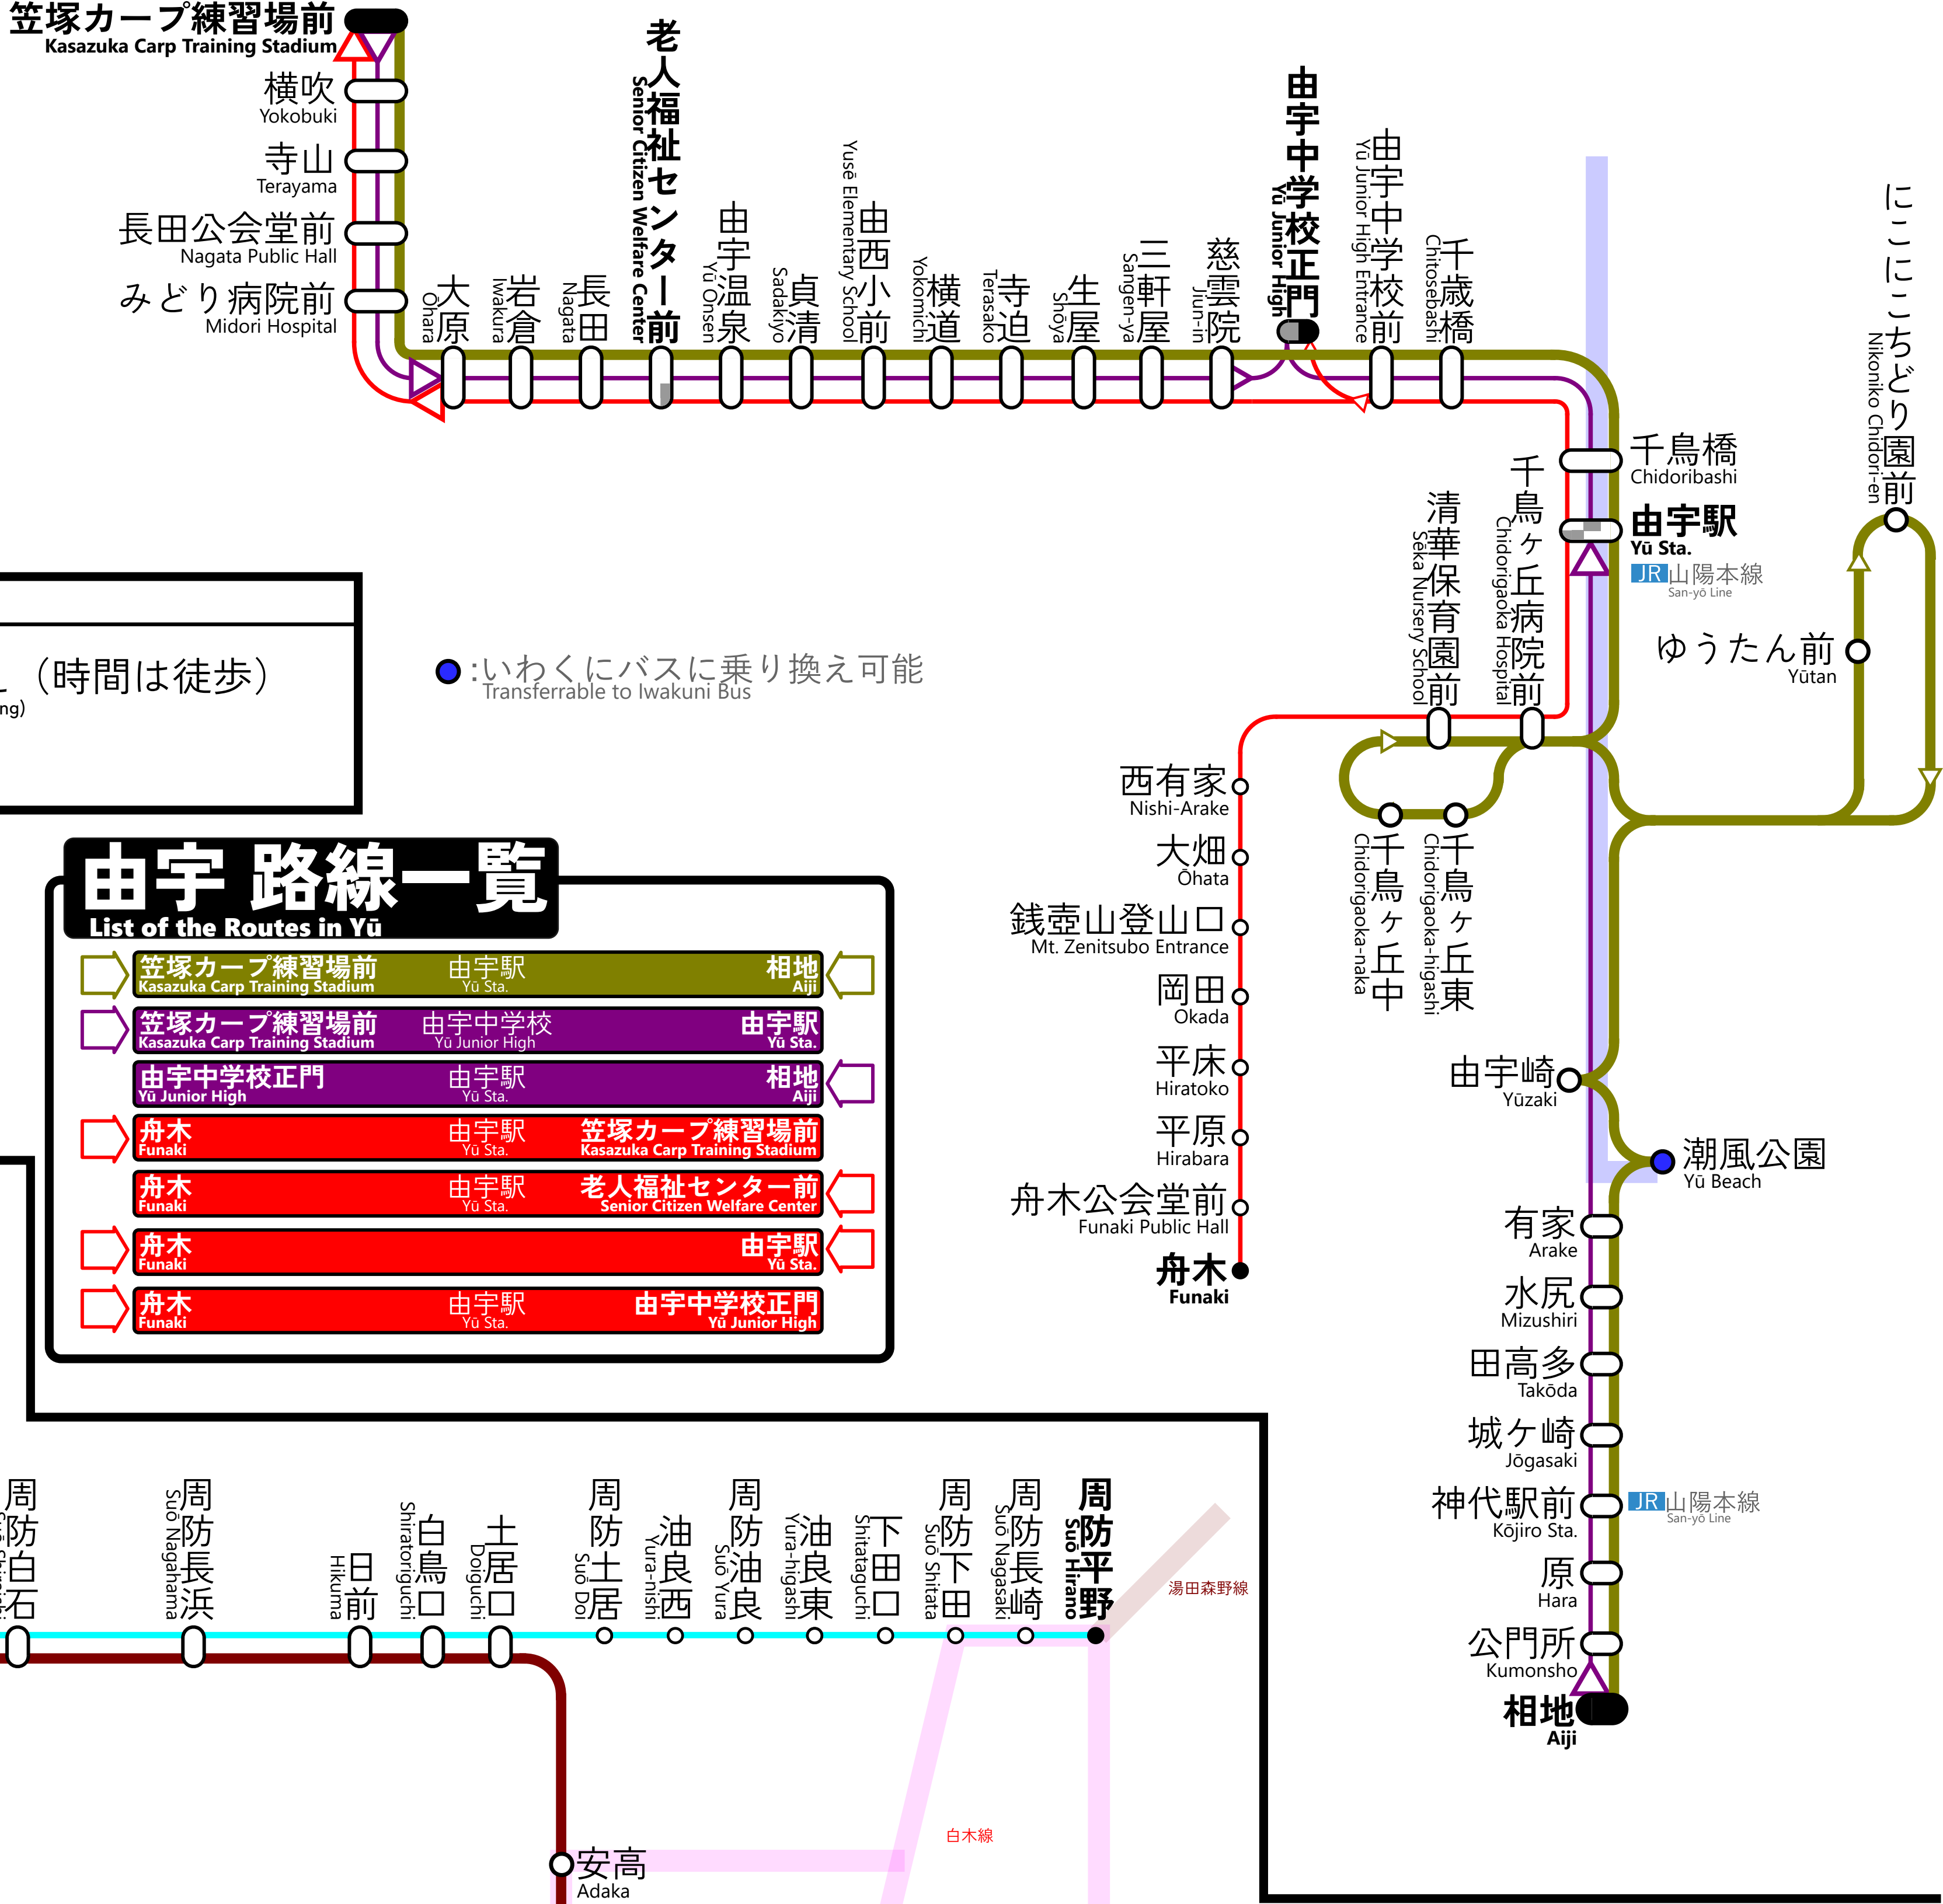 笠塚カープ練習場前
Kasazuka Carp Training Stadium
横吹
Yokobuki
寺山
Terayama
長田公会堂前
Nagata Public Hall
みどり病院前
Midori Hospital
大原
Ōhara
岩倉
Iwakura
長田
Nagata
老人福祉センター前
Senior Citizen Welfare Center
由宇温泉
Yū Onsen
貞清
Sadakiyo
由西小前
Yusē Elementary School
横道
Yokomichi
寺迫
Terasako
生屋
Shōya
三軒屋
Sangen-ya
慈雲院
Jiun-in
由宇中学校正門
Yū Junior High
由宇中学校前
Yū Junior High Entrance
千歳橋
Chitosebashi
千鳥橋
Chidoribashi
由宇駅
Yū Sta.
JR山陽本線
San-yō Line
にこにこちどり園前
Nikoniko Chidori-en
ゆうたん前
Yūtan
清華保育園前
Sēka Nursery School
千鳥ヶ丘病院前
Chidorigaoka Hospital
千鳥ヶ丘中
Chidorigaoka-naka
千鳥ヶ丘東
Chidorigaoka-higashi
（時間は徒歩）
ng)
:いわくにバスに乗り換え可能
Transferrable to Iwakuni Bus
西有家
Nishi-Arake
大畑
Ōhata
銭壺山登山口
Mt. Zenitsubo Entrance
岡田
Okada
平床
Hiratoko
平原
Hirabara
舟木公会堂前
Funaki Public Hall
舟木
Funaki
由宇崎
Yūzaki
潮風公園
Yū Beach
有家
Arake
水尻
Mizushiri
田高多
Takōda
城ケ崎
Jōgasaki
神代駅前
Kōjiro Sta.
JR山陽本線
San-yō Line
原
Hara
公門所
Kumonsho
相地
Aiji
由宇 路線一覧
List of the Routes in Yū
笠塚カープ練習場前 由宇駅 相地
Kasazuka Carp Training Stadium Yū Sta. Aiji
笠塚カープ練習場前 由宇中学校 由宇駅
Kasazuka Carp Training Stadium Yū Junior High Yū Sta.
由宇中学校正門 由宇駅 相地
Yū Junior High Yū Sta. Aiji
舟木 由宇駅 笠塚カープ練習場前
Funaki Yū Sta. Kasazuka Carp Training Stadium
舟木 由宇駅 老人福祉センター前
Funaki Yū Sta. Senior Citizen Welfare Center
舟木 由宇駅
Funaki Yū Sta.
舟木 由宇駅 由宇中学校正門
Funaki Yū Sta. Yū Junior High
周防白石
周防長浜
Suō Nagahama
日前
Hikuma
白鳥口
Shiratoriguchi
土居口
Doiguchi
周防土居
Suō Doi
油良西
Yura-nishi
周防油良
Suō Yura
油良東
Yura-higashi
下田口
Shitataguchi
周防下田
Suō Shitata
周防長崎
Suō Nagasaki
周防平野
Suō Hirano
湯田森野線
白木線
安高
Adaka